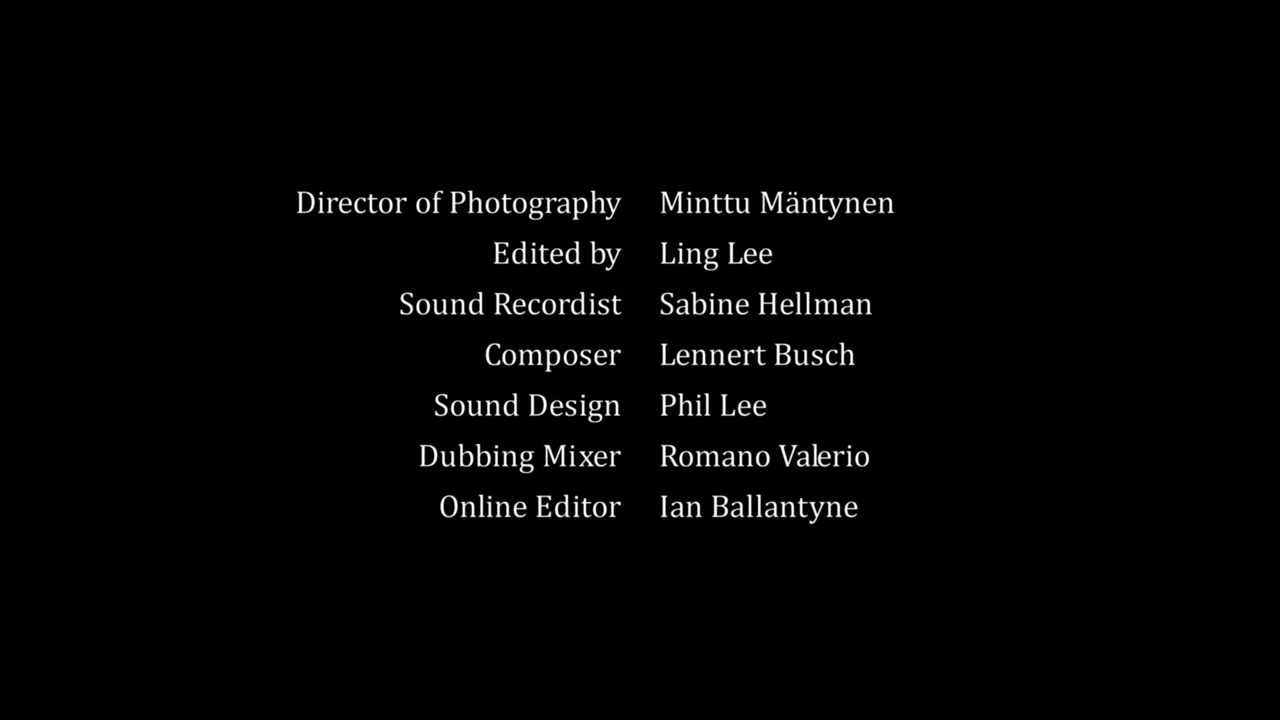 Director of Photography Minttu Mäntynen
Edited by Ling Lee
Sound Recordist Sabine Hellman
Composer Lennert Busch
Sound Design Phil Lee
Dubbing Mixer Romano Valerio
Online Editor Ian Ballantyne